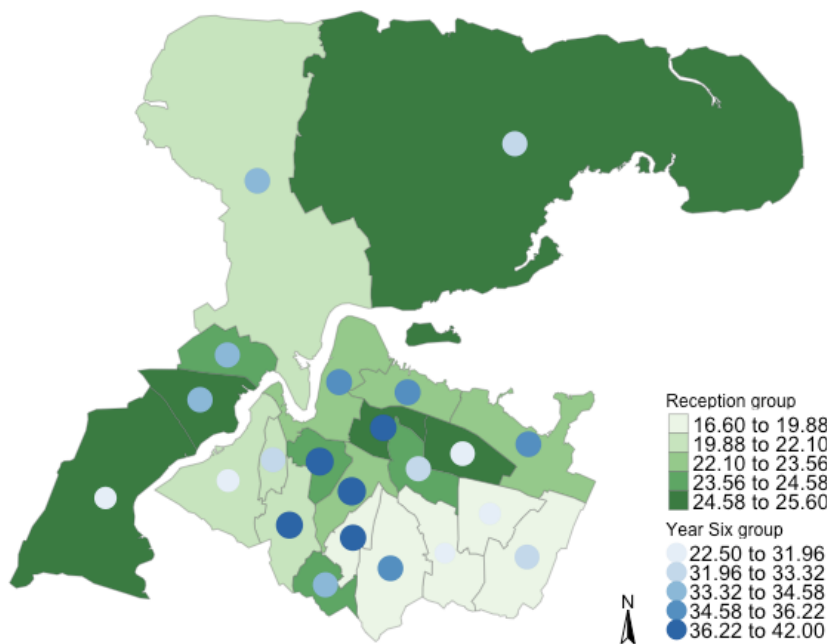 Reception group
16.60 to 19.88
19.88 to 22.10
22.10 to 23.56
23.56 to 24.58
24.58 to 25.60
Year Six group
22.50 to 31.96
31.96 to 33.32
33.32 to 34.58
34.58 to 36.22
36.22 to 42.00
N